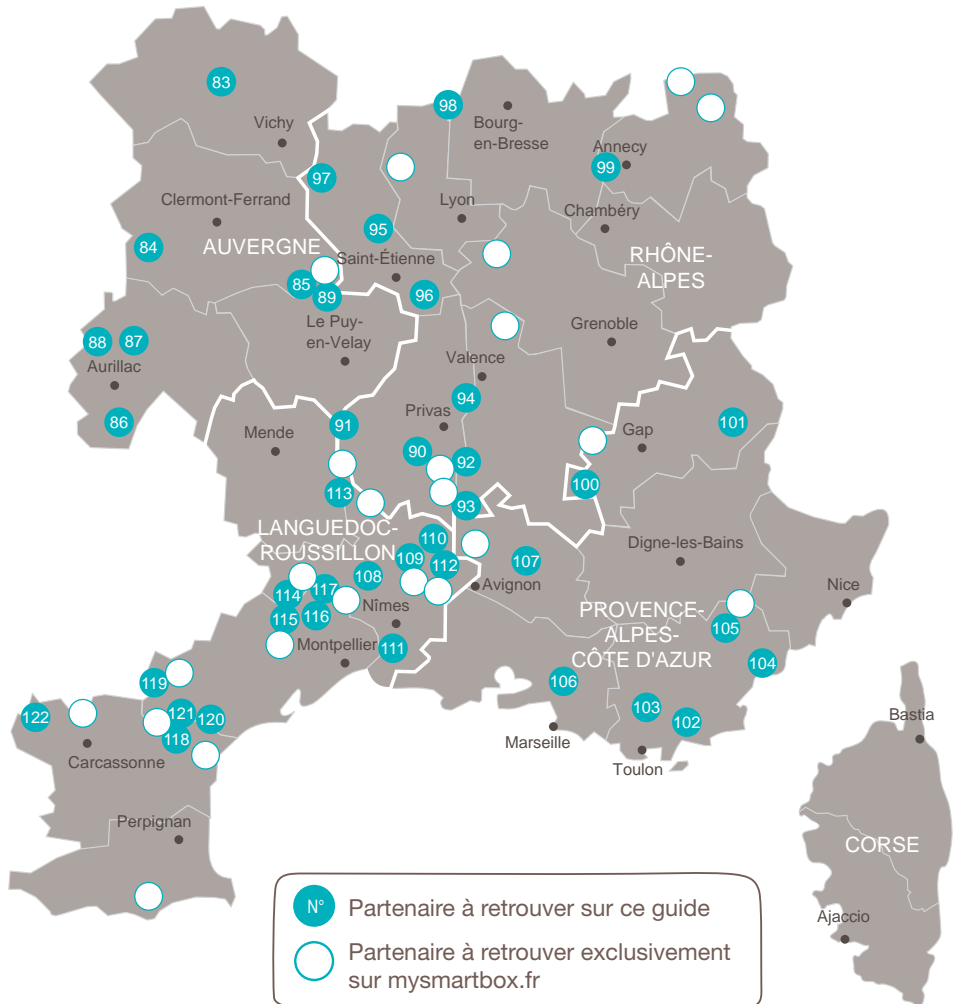 83
98
Bourg-
en-Bresse
Vichy
Annecy
99
97
Clermont-Ferrand
Lyon
Chambéry
95
84
AUVERGNE
RHÔNE-
ALPES
Saint-Étienne
85
89
96
Le Puy-
en-Velay
Grenoble
88
87
Aurillac
Valence
94
86
91
Privas
Mende
Gap
101
90
92
100
113
93
LANGUEDOC-
ROUSSILLON
110
109
112
107
Digne-les-Bains
108
Avignon
Nice
114
117
Nîmes
115
116
PROVENCE-
ALPES-
CÔTE D'AZUR
105
Montpellier
111
104
119
106
103
102
122
121
120
118
Marseille
Carcassonne
Toulon
Bastia
Perpignan
CORSE
Ajaccio
N° Partenaire à retrouver sur ce guide
Partenaire à retrouver exclusivement
sur mysmartbox.fr